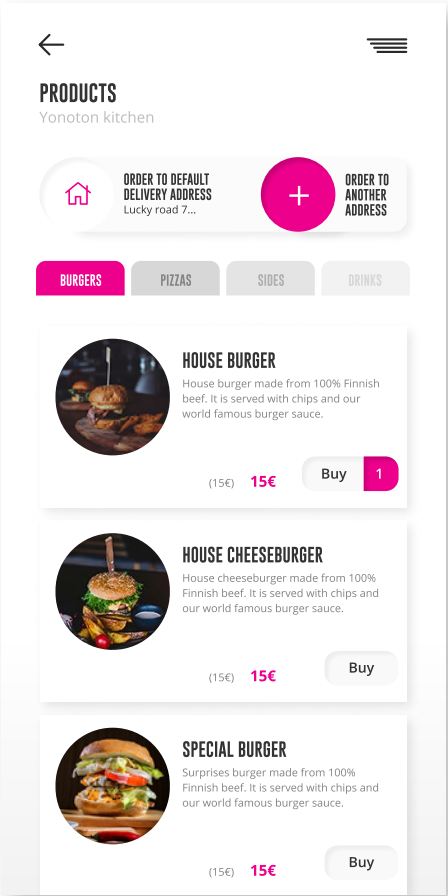 PRODUCTS
Yonoton kitchen
ORDER TO DEFAULT
DELIVERY ADDRESS
Lucky road 7...
ORDER TO
ANOTHER
ADDRESS
BURGERS PIZZAS SIDES DRINKS
HOUSE BURGER
House burger made from 100% Finnish
beef. It is served with chips and our
world famous burger sauce.
(15€) 15€ Buy 1
HOUSE CHEESEBURGER
House cheeseburger made from 100%
Finnish beef. It is served with chips and
our world famous burger sauce.
(15€) 15€ Buy
SPECIAL BURGER
Surprises burger made from 100%
Finnish beef. It is served with chips and
our world famous burger sauce.
(15€) 15€ Buy